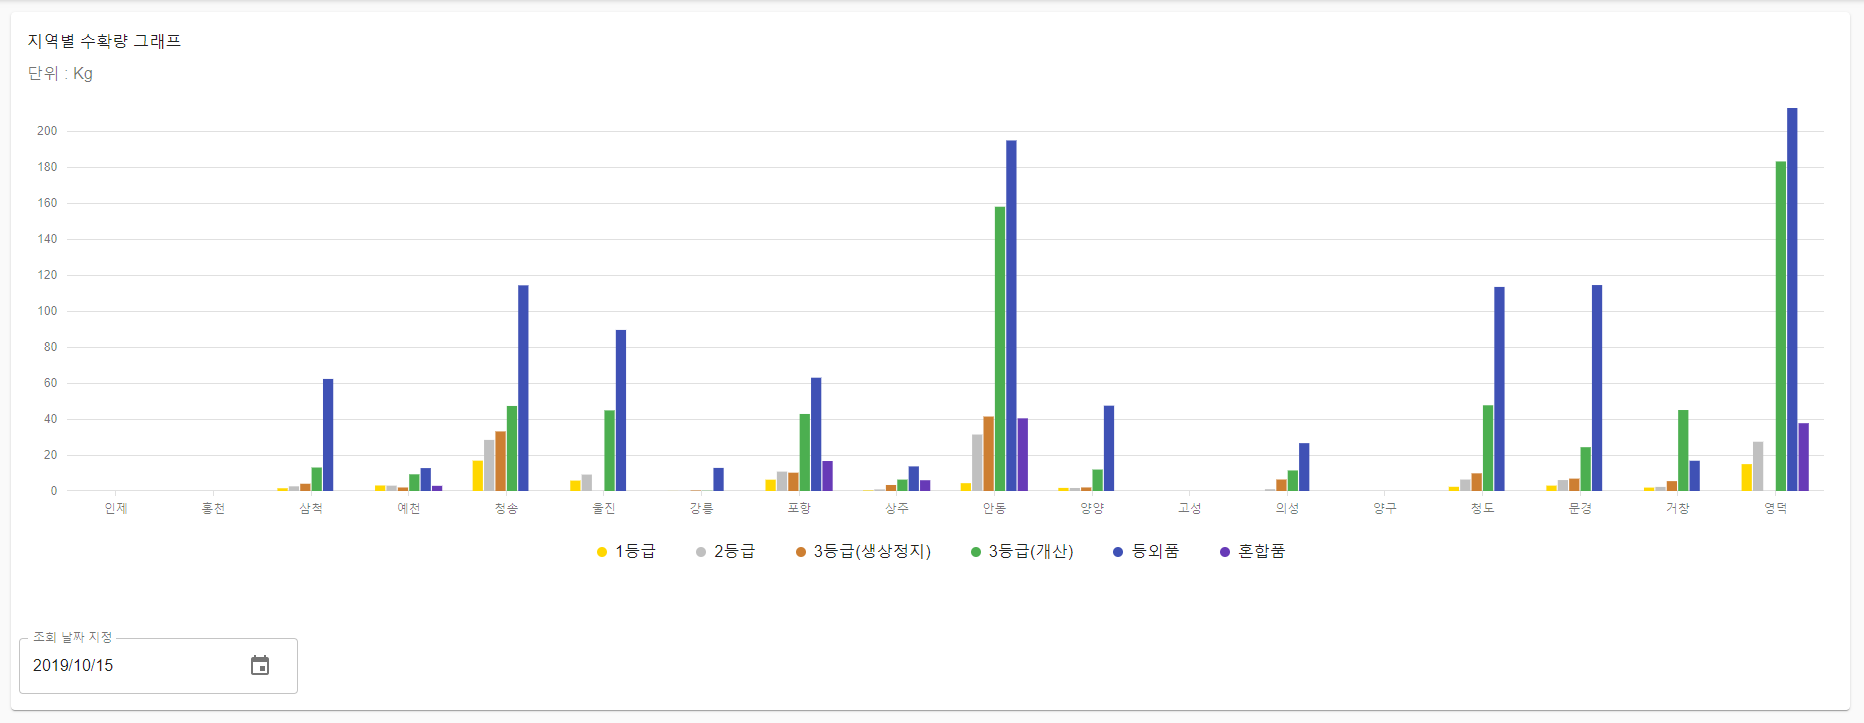 지역별 수확량 그래프
단위 : Kg
200
180
160
140
120
100
80
60
40
20
0
인제 홍천 삼척 예천 청송 울진 강릉 포항 상주 안동 양양 고성 의성 양구 청도 문경 거창 영덕
1등급 2등급 3등급(생상정지) 3등급(개산) 등외품 혼합품
조회 날짜 지정
2019/10/15